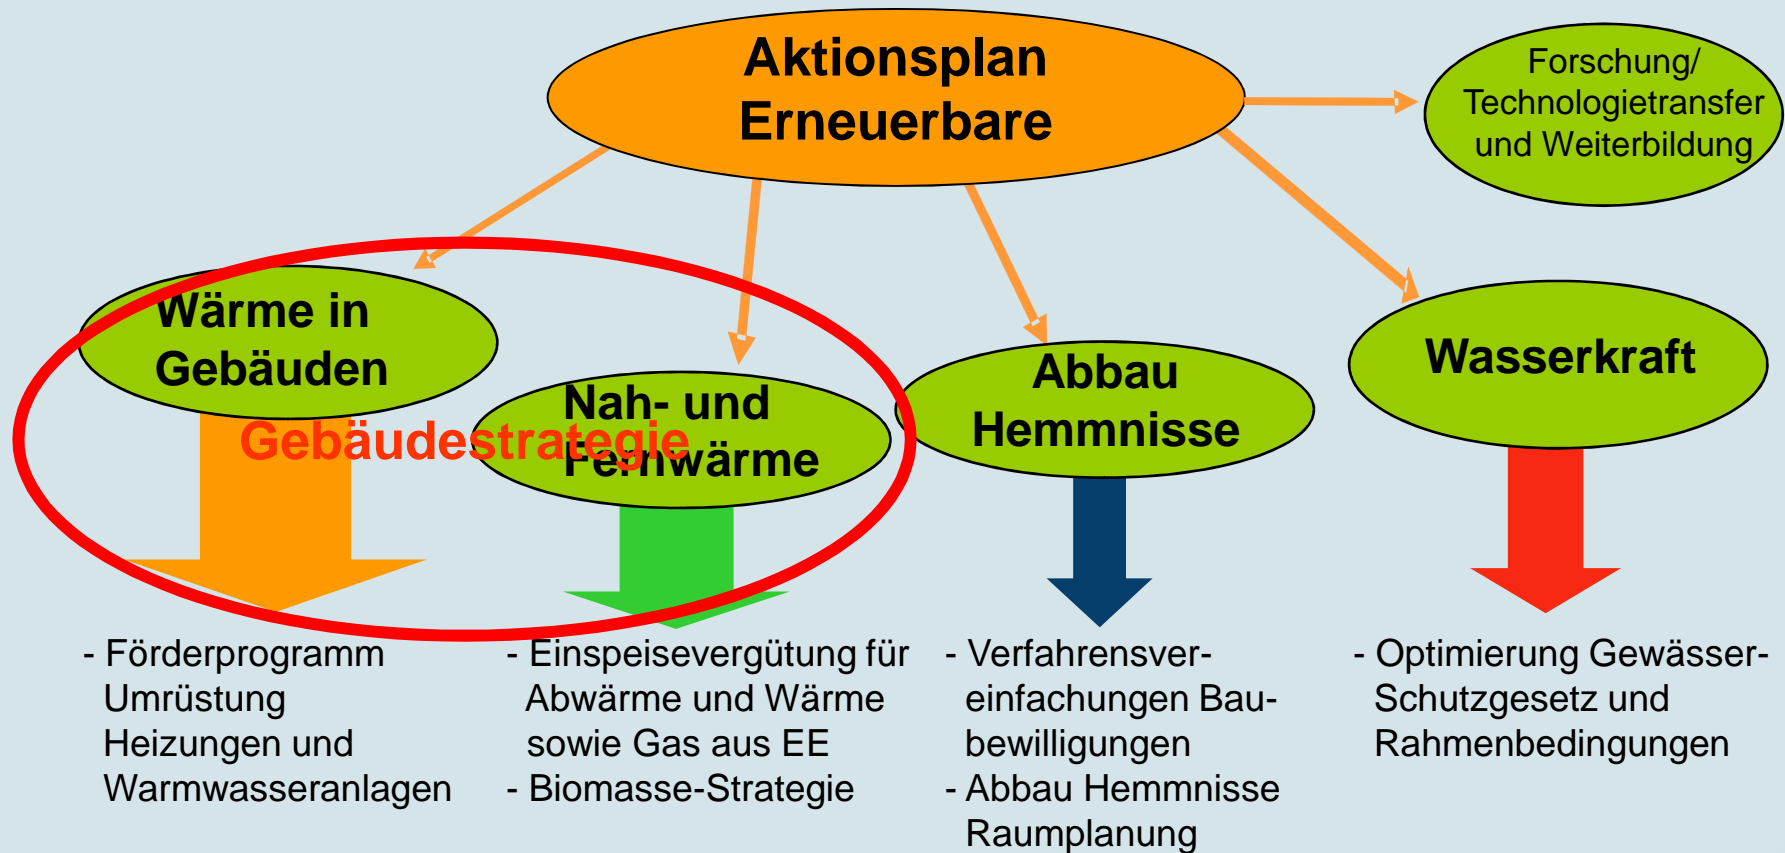 Aktionsplan
Erneuerbare
Forschung/
Technologietransfer
und Weiterbildung
Wärme in
Gebäuden
Nah- und
Fernwärme
Gebäudestrategie
Abbau
Hemmnisse
Wasserkraft
- Förderprogramm
Umrüstung
Heizungen und
Warmwasseranlagen
- Einspeisevergütung für
Abwärme und Wärme
sowie Gas aus EE
- Biomasse-Strategie
- Verfahrensver-
einfachungen Bau-
bewilligungen
- Abbau Hemmnisse
Raumplanung
- Optimierung Gewässer-
Schutzgesetz und
Rahmenbedingungen